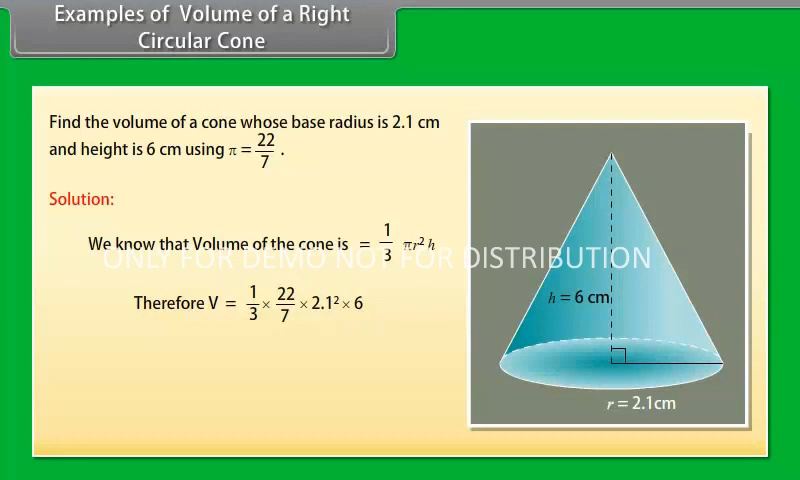 Examples of Volume of a Right
Circular Cone
Find the volume of a cone whose base radius is 2.1 cm
and height is 6 cm using π = 22/7 .
Solution:
We know that Volume of the cone is = 1/3 πr² h
ONLY FOR DEMO NOT FOR DISTRIBUTION
Therefore V = 1/3 × 22/7 × 2.1² × 6
h = 6 cm
r = 2.1cm